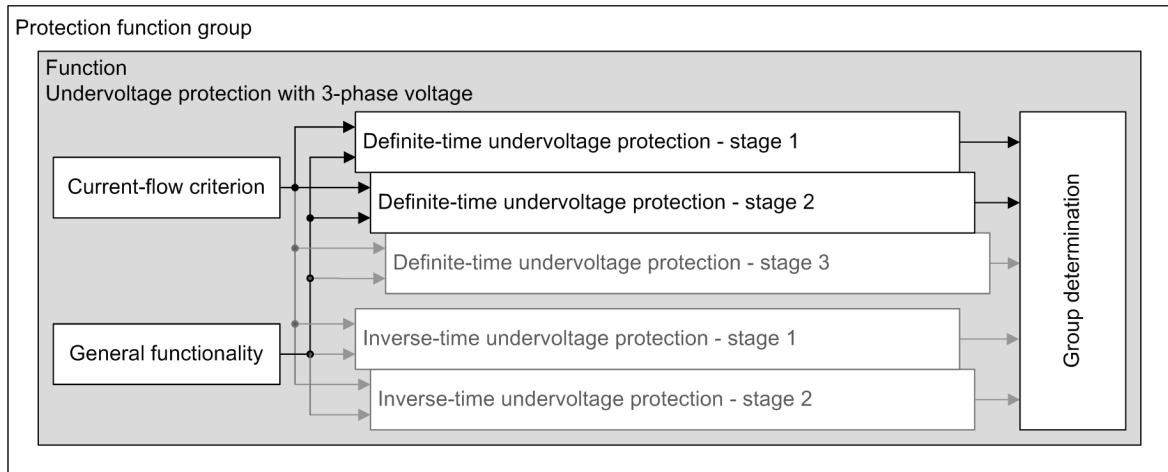 Protection function group
Function
Undervoltage protection with 3-phase voltage
Current-flow criterion
General functionality
Definite-time undervoltage protection - stage 1
Definite-time undervoltage protection - stage 2
Definite-time undervoltage protection - stage 3
Inverse-time undervoltage protection - stage 1
Inverse-time undervoltage protection - stage 2
Group determination